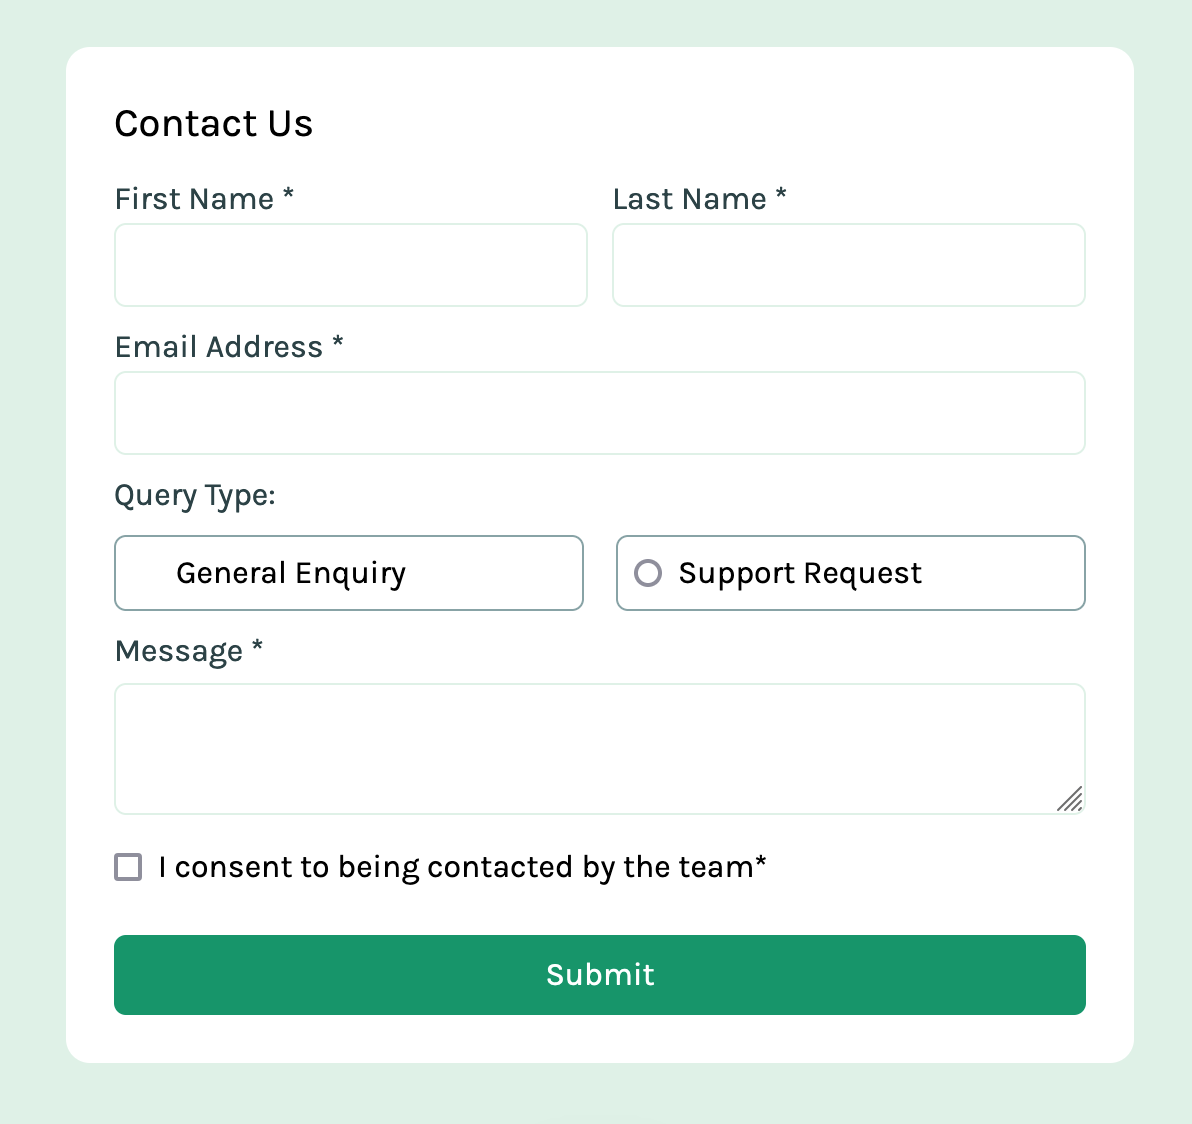 Contact Us
First Name *
Last Name *
Email Address *
Query Type:
General Enquiry
Support Request
Message *
I consent to being contacted by the team*
Submit